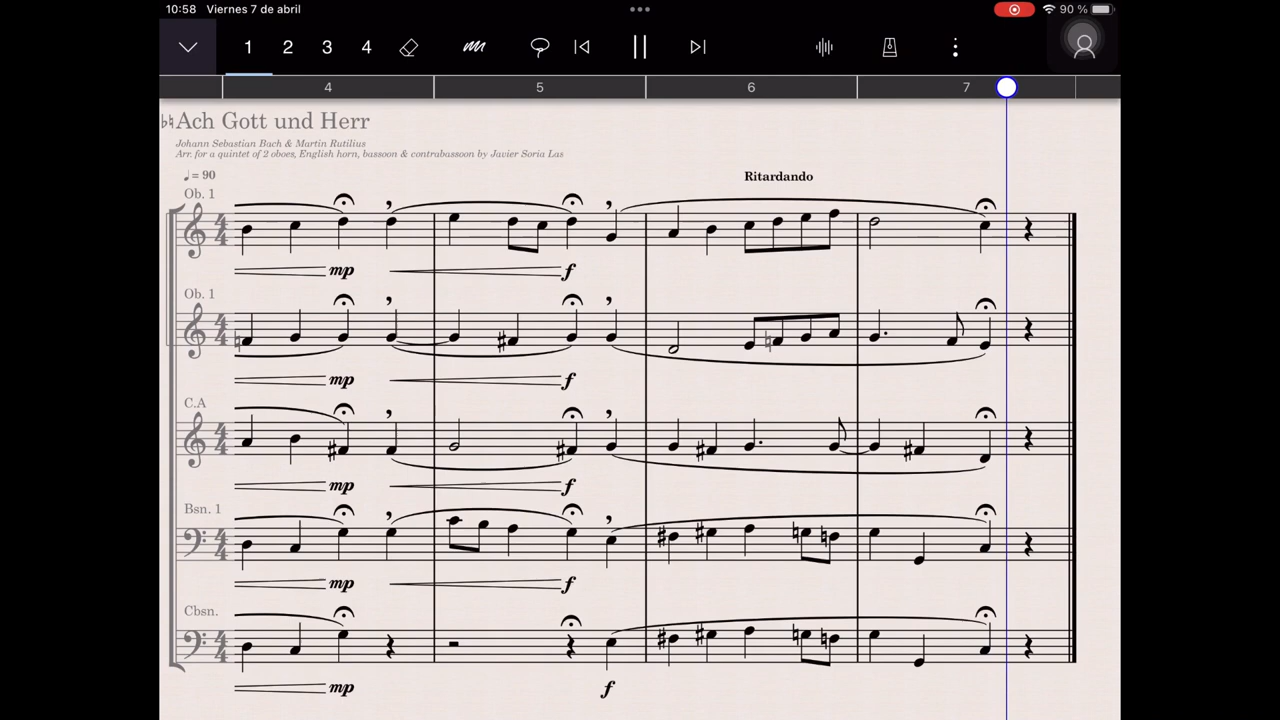 10:58 Viernes 7 de abril 90 %
1 2 3 4
4 5 6 7
Ach Gott und Herr
Johann Sebastian Bach & Martin Rutilius
Arr. for a quintet of 2 oboes, English horn, bassoon & contrabassoon by Javier Soria Las
♩ = 90
Ritardando
Ob. 1
mp f
Ob. 1
mp f
C.A
mp f
Bsn. 1
mp f
Cbsn.
mp f